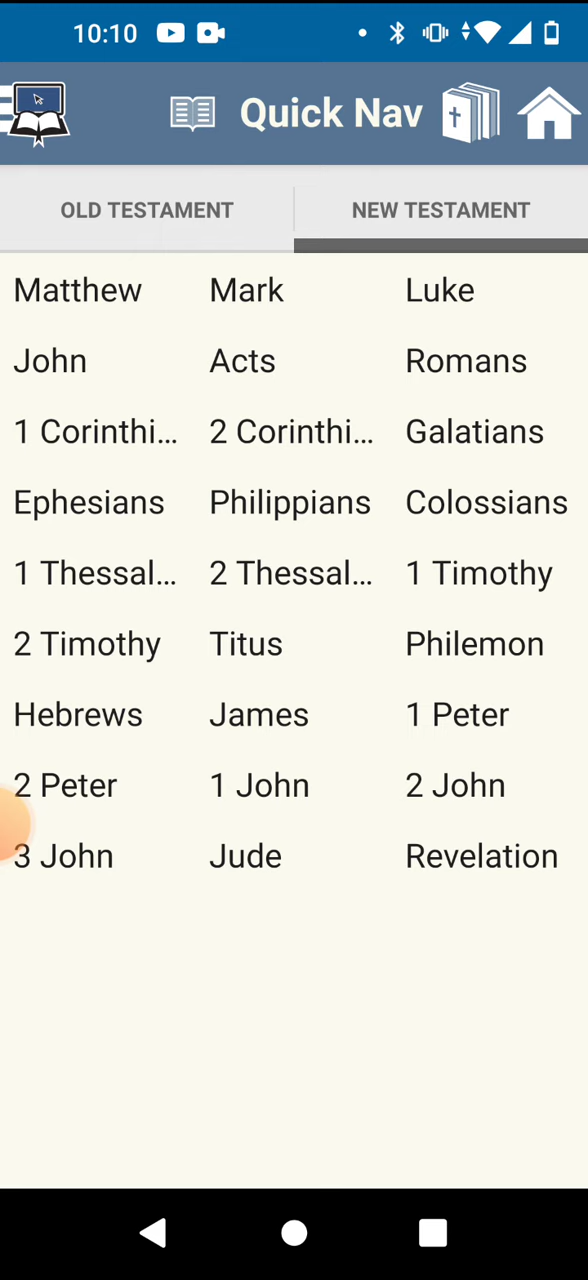 10:10
Quick Nav
OLD TESTAMENT NEW TESTAMENT
Matthew Mark Luke
John Acts Romans
1 Corinthi... 2 Corinthi... Galatians
Ephesians Philippians Colossians
1 Thessal... 2 Thessal... 1 Timothy
2 Timothy Titus Philemon
Hebrews James 1 Peter
2 Peter 1 John 2 John
3 John Jude Revelation